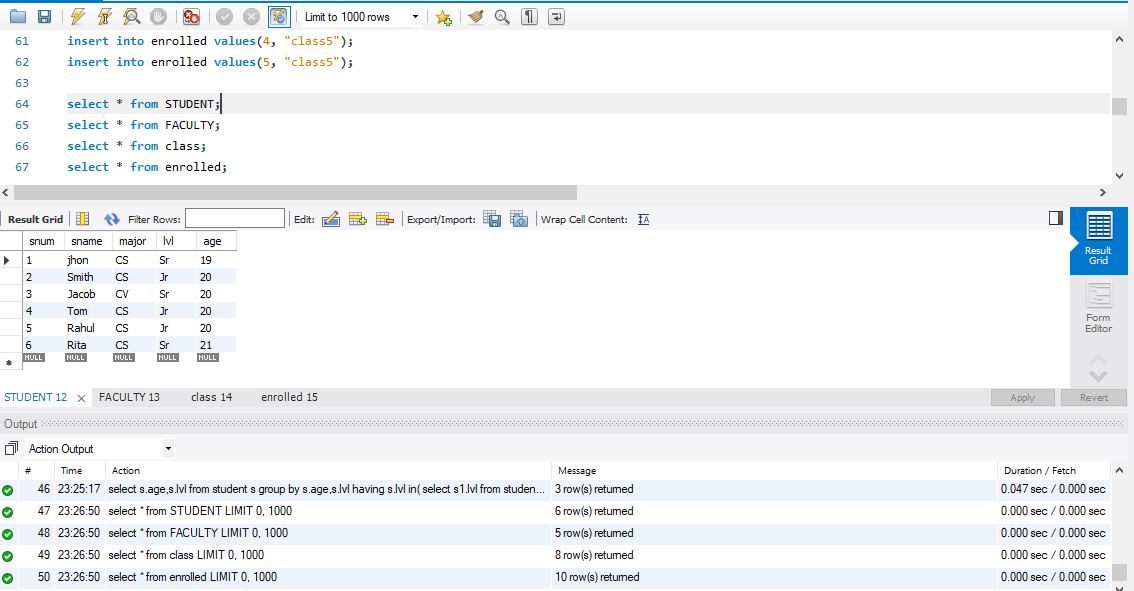 Limit to 1000 rows
61 insert into enrolled values(4, "class5");
62 insert into enrolled values(5, "class5");
63
64 select * from STUDENT;
65 select * from FACULTY;
66 select * from class;
67 select * from enrolled;
Result Grid Filter Rows: Edit: Export/Import: Wrap Cell Content:
snum sname major lvl age
1 jhon CS Sr 19
2 Smith CS Jr 20
3 Jacob CV Sr 20
4 Tom CS Jr 20
5 Rahul CS Jr 20
6 Rita CS Sr 21
NULL NULL NULL NULL NULL
Result
Grid
Form
Editor
STUDENT 12 FACULTY 13 class 14 enrolled 15 Apply Revert
Output
Action Output
# Time Action Message Duration / Fetch
46 23:25:17 select s.age,s.lvl from student s group by s.age,s.lvl having s.lvl in( select s1.lvl from studen... 3 row(s) returned 0.047 sec / 0.000 sec
47 23:26:50 select * from STUDENT LIMIT 0, 1000 6 row(s) returned 0.000 sec / 0.000 sec
48 23:26:50 select * from FACULTY LIMIT 0, 1000 5 row(s) returned 0.000 sec / 0.000 sec
49 23:26:50 select * from class LIMIT 0, 1000 8 row(s) returned 0.000 sec / 0.000 sec
50 23:26:50 select * from enrolled LIMIT 0, 1000 10 row(s) returned 0.000 sec / 0.000 sec